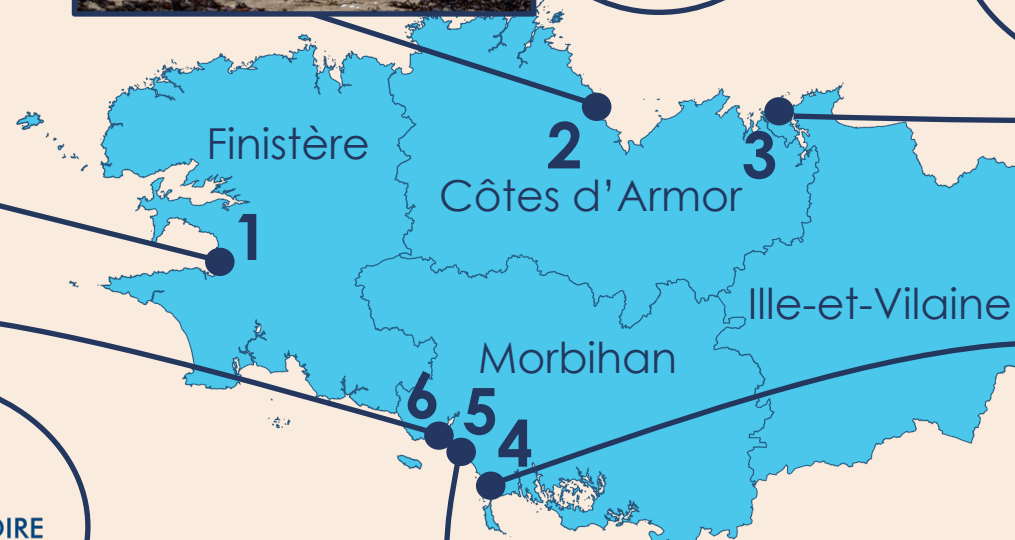 Finistère
2
3
Côtes d’Armor
1
Ille-et-Vilaine
Morbihan
6
5
4
OIRE